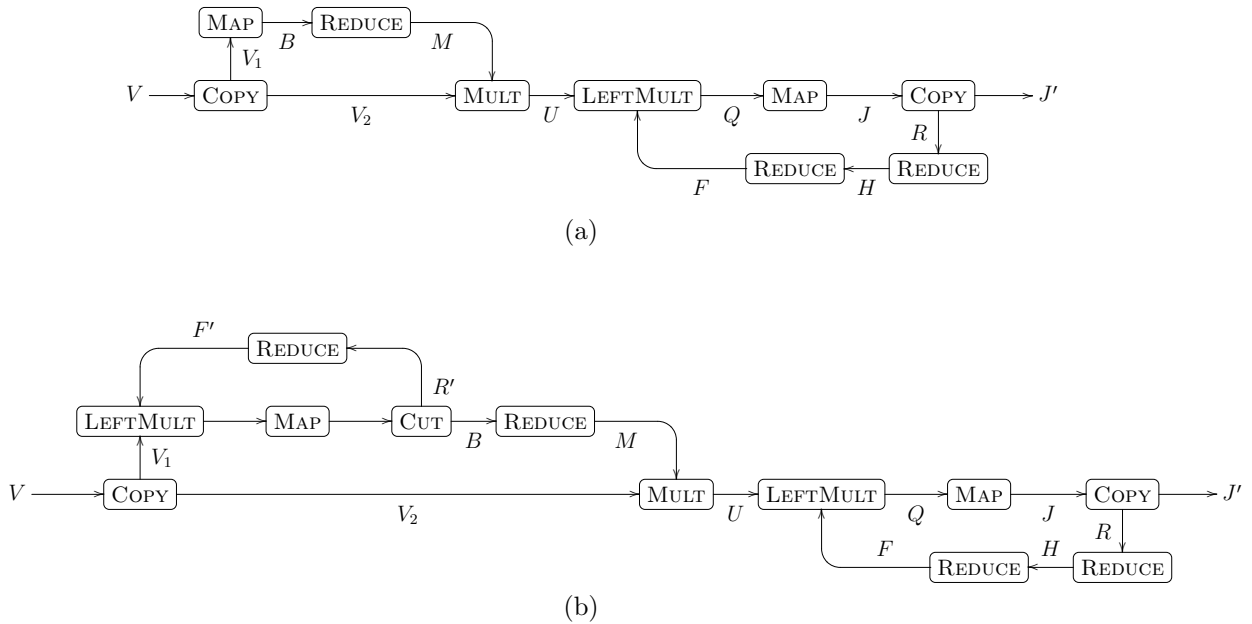 MAP B REDUCE M
V₁
V COPY V₂ MULT U LEFTMULT Q MAP J COPY J′
R
REDUCE F REDUCE H
(a)
F′ REDUCE
R′
LEFTMULT MAP CUT B REDUCE M
V₁
V COPY V₂ MULT U LEFTMULT Q MAP J COPY J′
R
F REDUCE H REDUCE
(b)